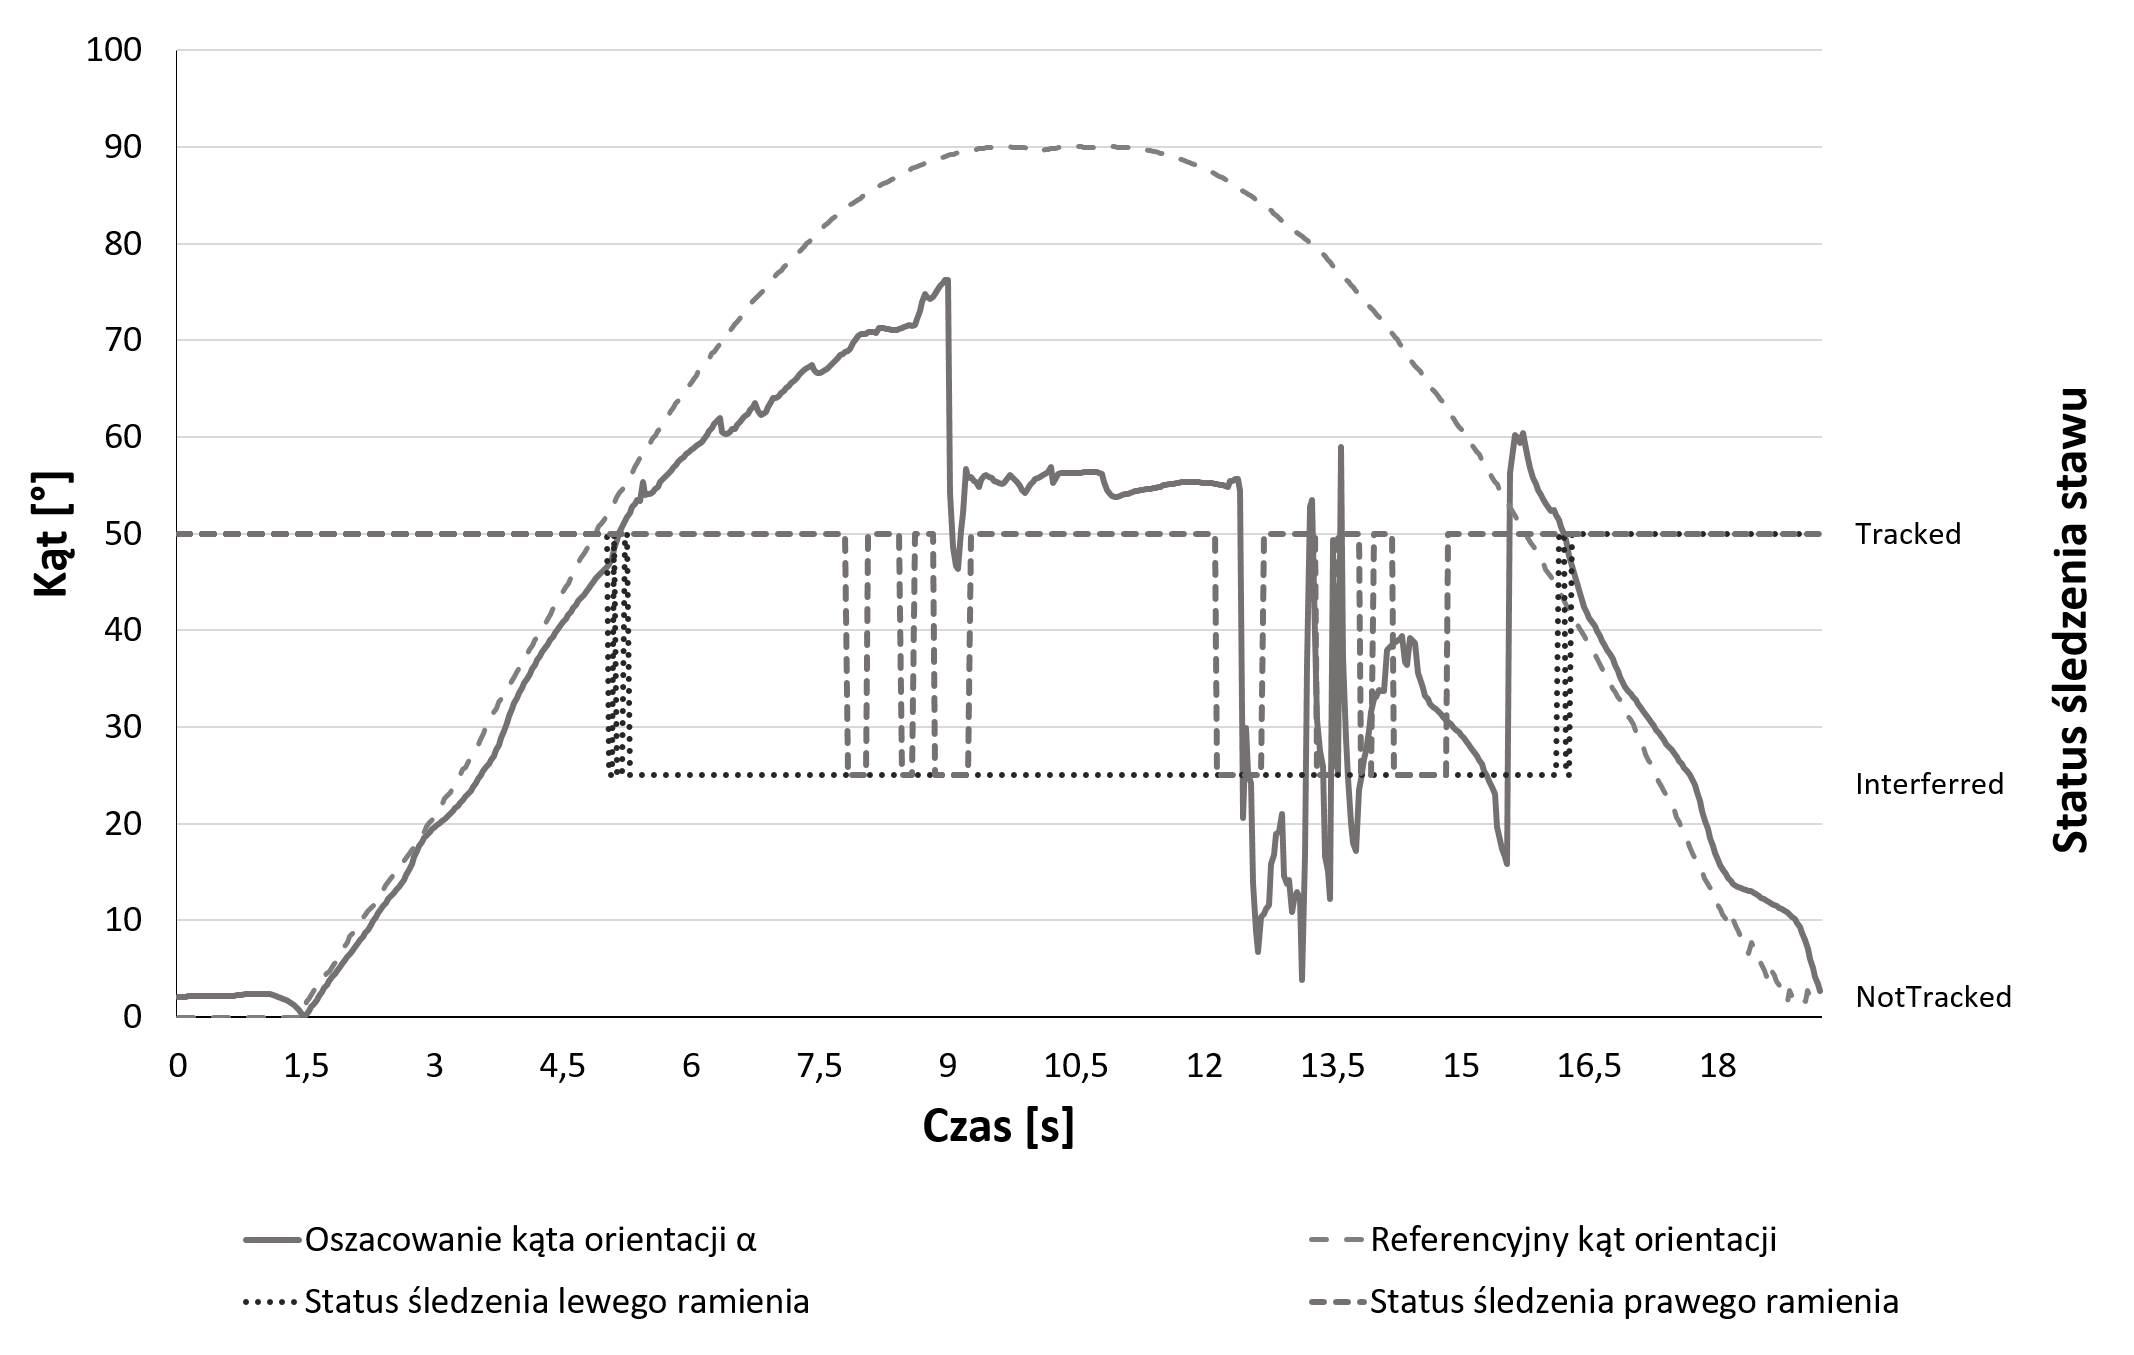 100
90
80
70
60
50
40
30
20
10
0
Kąt [°]
0 1,5 3 4,5 6 7,5 9 10,5 12 13,5 15 16,5 18
Czas [s]
Tracked
Interferred
NotTracked
Status śledzenia stawu
Oszacowanie kąta orientacji α
Referencyjny kąt orientacji
Status śledzenia lewego ramienia
Status śledzenia prawego ramienia